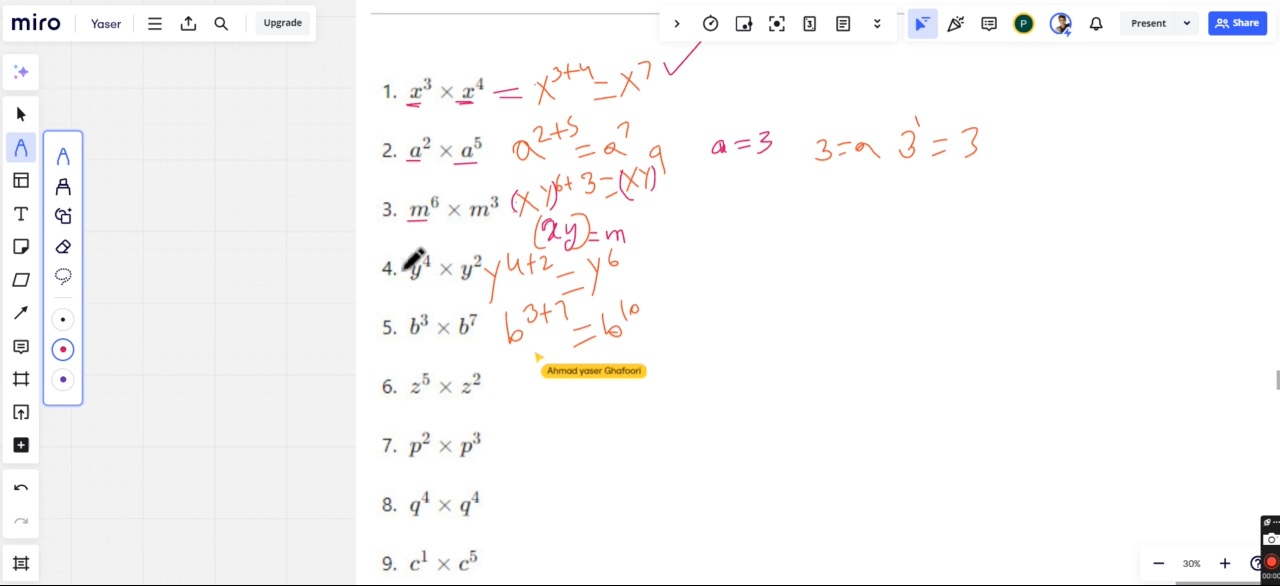 miro Yaser Upgrade 3 P Present Share
1. x³ × x⁴ = x³⁺⁴ = x⁷ ✓
2. a² × a⁵ a²⁺⁵ = a⁷ a = 3 3 = a 3¹ = 3
3. m⁶ × m³ (xy)⁶⁺³ = (xy)⁹
(xy) = m
4. y⁴ × y² y⁴⁺² = y⁶
5. b³ × b⁷ b³⁺⁷ = b¹⁰
Ahmad yaser Ghafoori
6. z⁵ × z²
7. p² × p³
8. q⁴ × q⁴
9. c¹ × c⁵
− 30% + ?